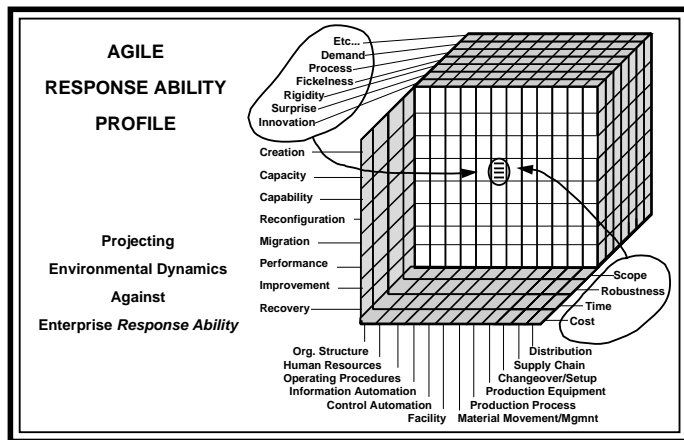 AGILE
RESPONSE ABILITY
PROFILE
Projecting
Environmental Dynamics
Against
Enterprise Response Ability
Etc...
Demand
Process
Fickelness
Rigidity
Surprise
Innovation
Creation
Capacity
Capability
Reconfiguration
Migration
Performance
Improvement
Recovery
Scope
Robustness
Time
Cost
Org. Structure
Human Resources
Operating Procedures
Information Automation
Control Automation
Facility
Distribution
Supply Chain
Changeover/Setup
Production Equipment
Production Process
Material Movement/Mgmnt